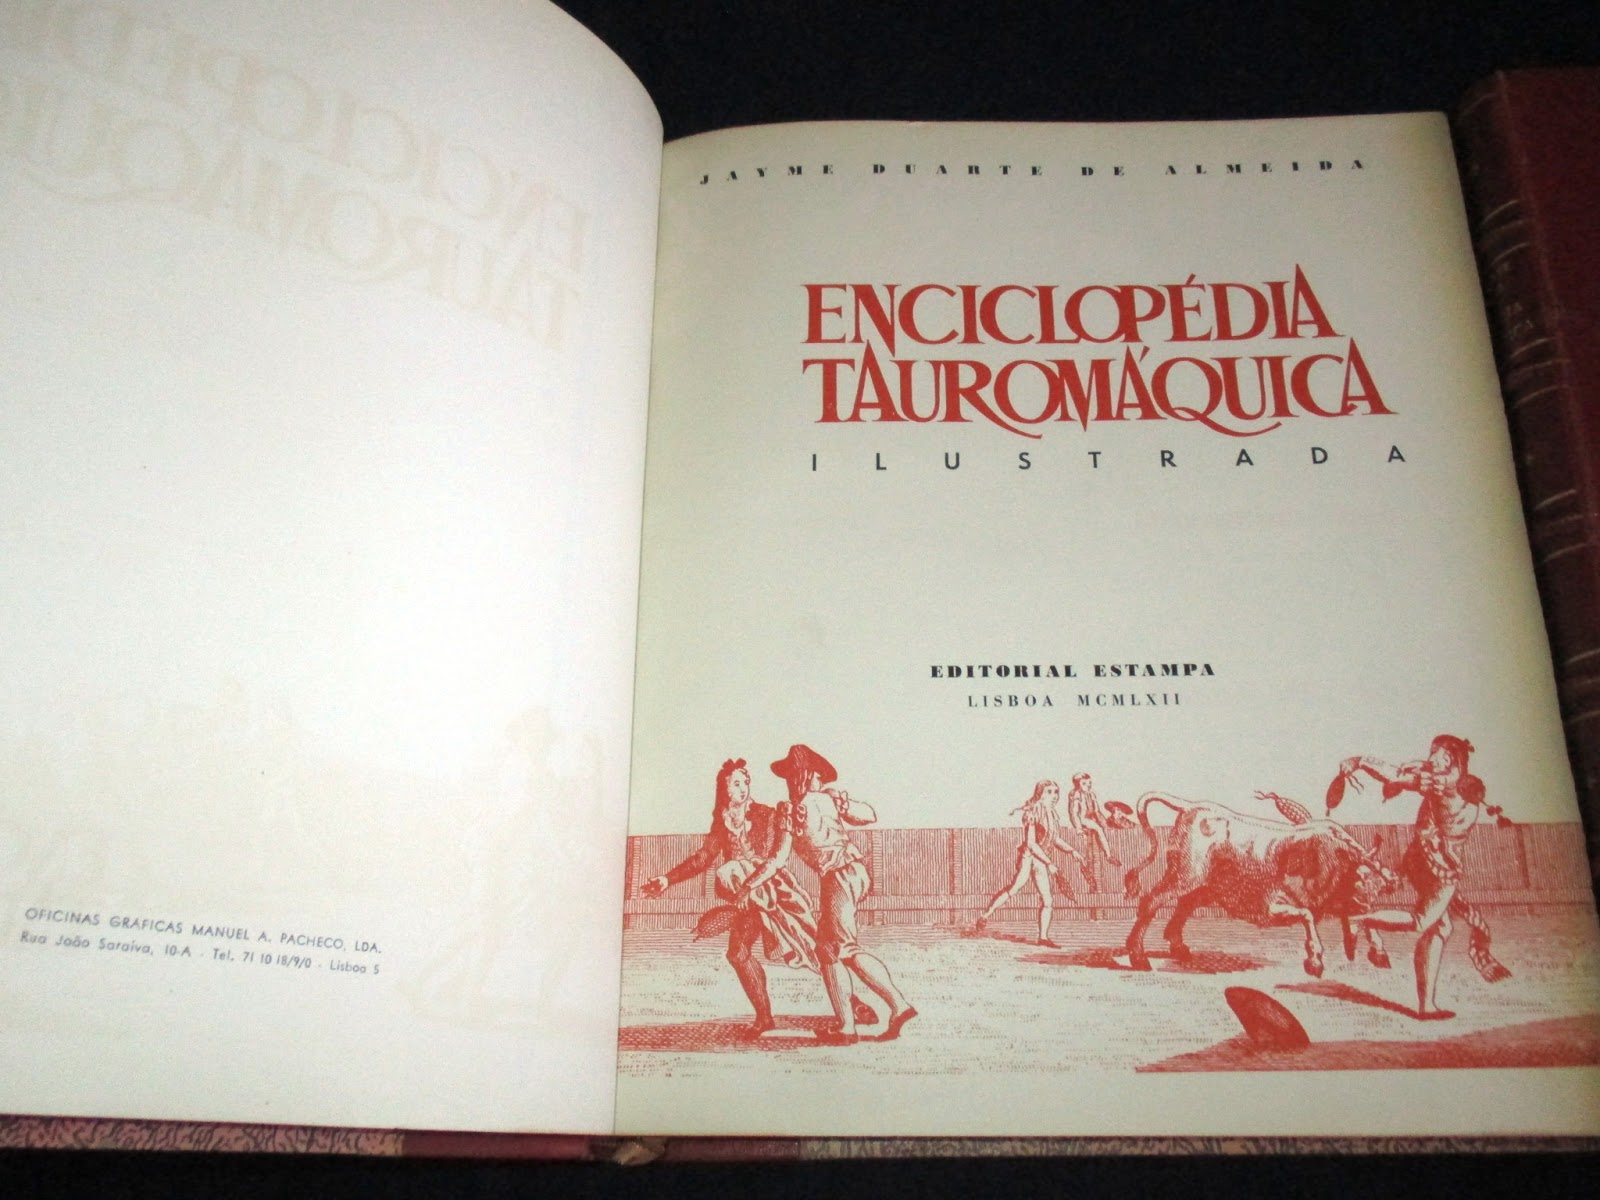 OFICINAS GRAFICAS MANUEL A. PACHECO, LDA.
Rua João Saraiva, 10-A · Tel. 71 10 18/9/0 · Lisboa 5
JAYME DUARTE DE ALMEIDA
ENCICLOPÉDIA
TAUROMÁQUICA
ILUSTRADA
EDITORIAL ESTAMPA
LISBOA MCMLXII